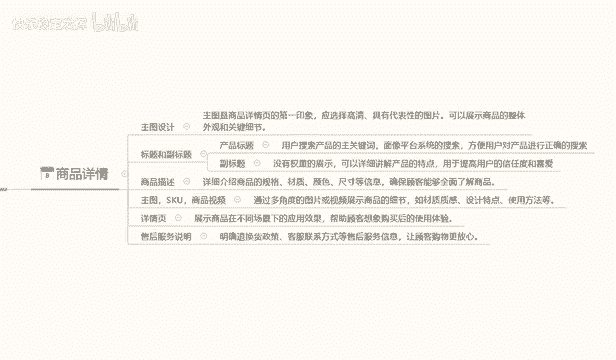 bilibili
商品详情
主图设计
主图是商品详情页的第一印象，应选择高清、具有代表性的图片。可以展示商品的整体
外观和关键细节。
标题和副标题
产品标题
用户搜索产品的主关键词，面像平台系统的搜索，方便用户对产品进行正确的搜索
副标题
没有权重的展示，可以详细讲解产品的特点，用于提高用户的信任度和喜爱
商品描述
详细介绍商品的规格、材质、颜色、尺寸等信息，确保顾客能够全面了解商品。
主图，SKU，商品视频
通过多角度的图片或视频展示商品的细节，如材质质感、设计特点、使用方法等。
详情页
展示商品在不同场景下的应用效果，帮助顾客想象购买后的使用体验。
售后服务说明
明确退换货政策、客服联系方式等售后服务信息，让顾客购物更放心。